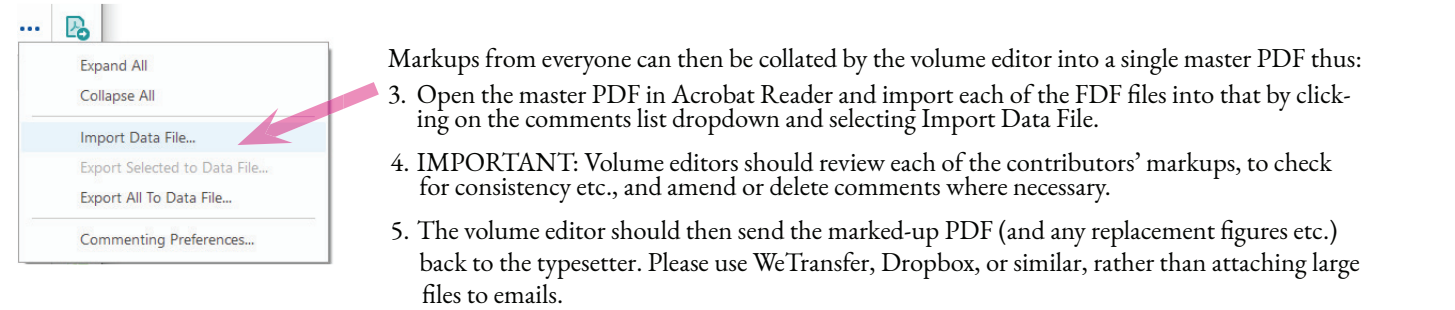 Expand All
Collapse All
Import Data File...
Export Selected to Data File...
Export All To Data File...
Commenting Preferences...
Markups from everyone can then be collated by the volume editor into a single master PDF thus:
3. Open the master PDF in Acrobat Reader and import each of the FDF files into that by click-
ing on the comments list dropdown and selecting Import Data File.
4. IMPORTANT: Volume editors should review each of the contributors’ markups, to check
for consistency etc., and amend or delete comments where necessary.
5. The volume editor should then send the marked-up PDF (and any replacement figures etc.)
back to the typesetter. Please use WeTransfer, Dropbox, or similar, rather than attaching large
files to emails.